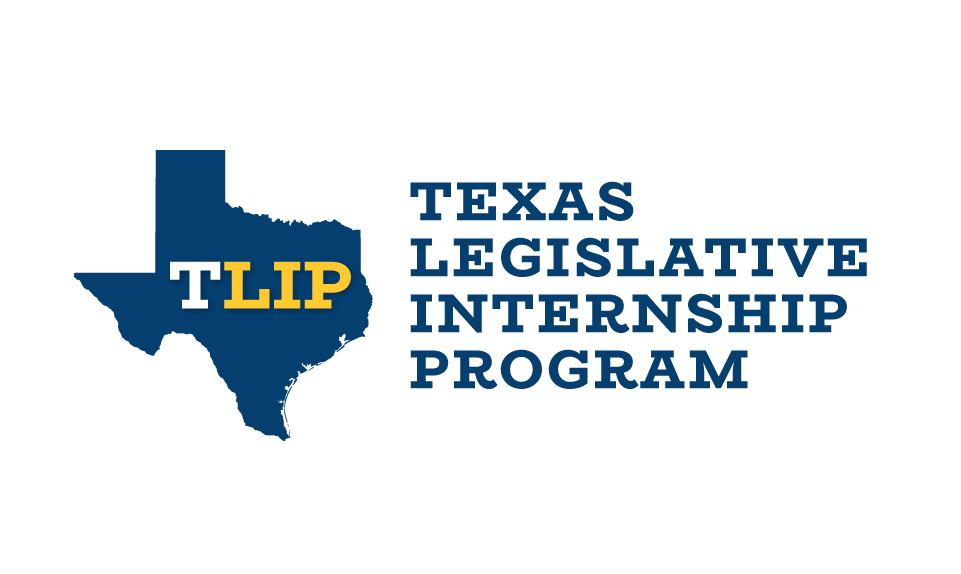 TLIP
TEXAS
LEGISLATIVE
INTERNSHIP
PROGRAM